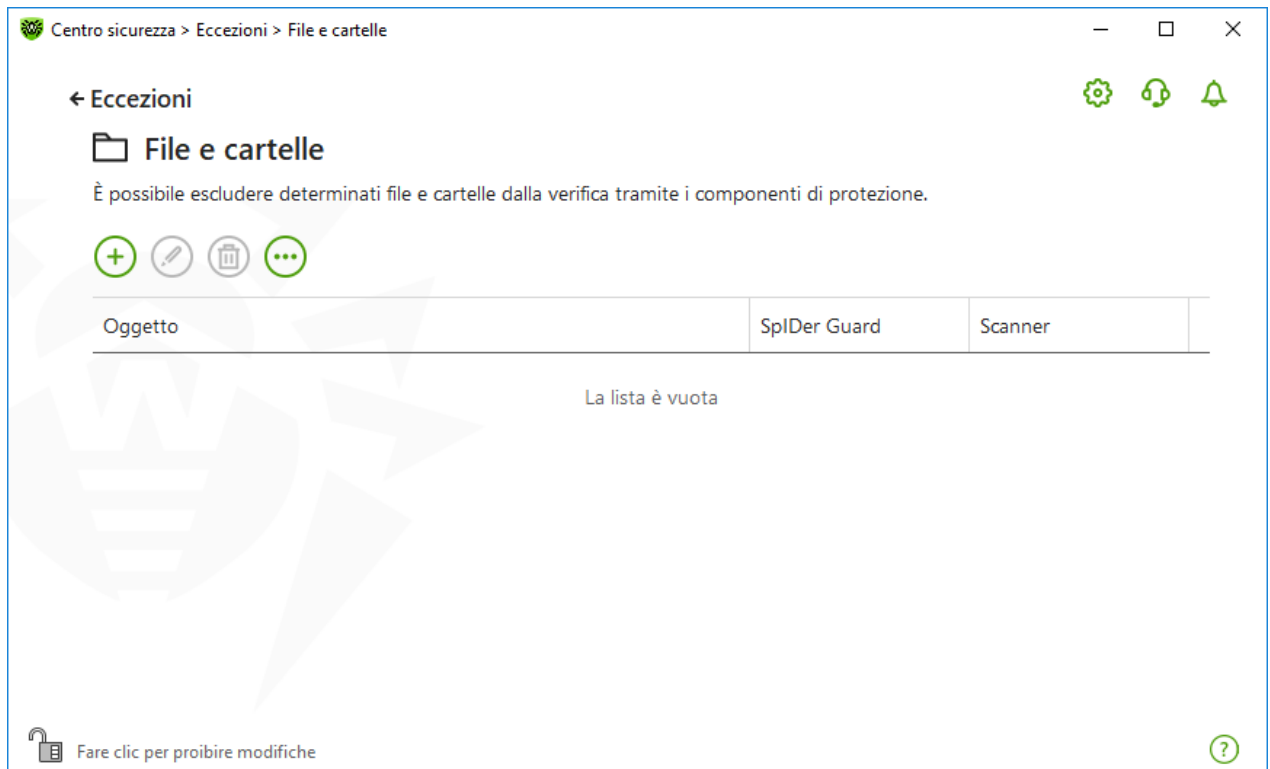 Centro sicurezza > Eccezioni > File e cartelle
Eccezioni
File e cartelle
È possibile escludere determinati file e cartelle dalla verifica tramite i componenti di protezione.
Oggetto SpIDer Guard Scanner
La lista è vuota
Fare clic per proibire modifiche